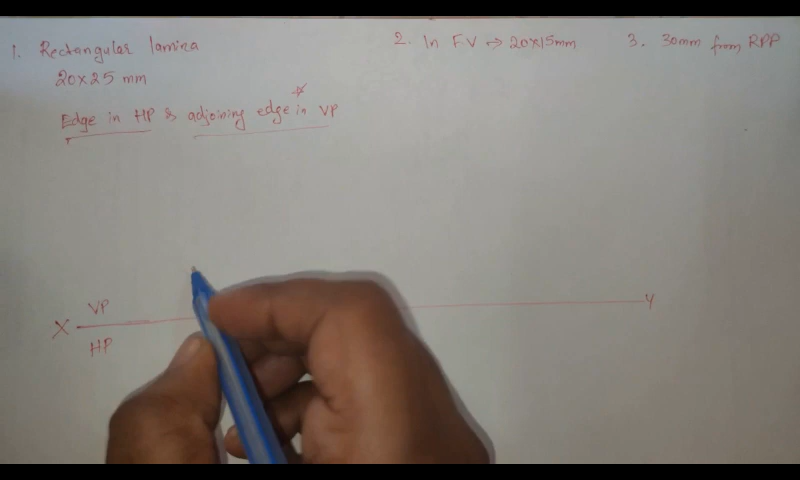 1. Rectangular lamina
20x25 mm
Edge in HP & adjoining edge in VP
2. In FV → 20x15mm
3. 30mm from RPP
VP
X Y
HP